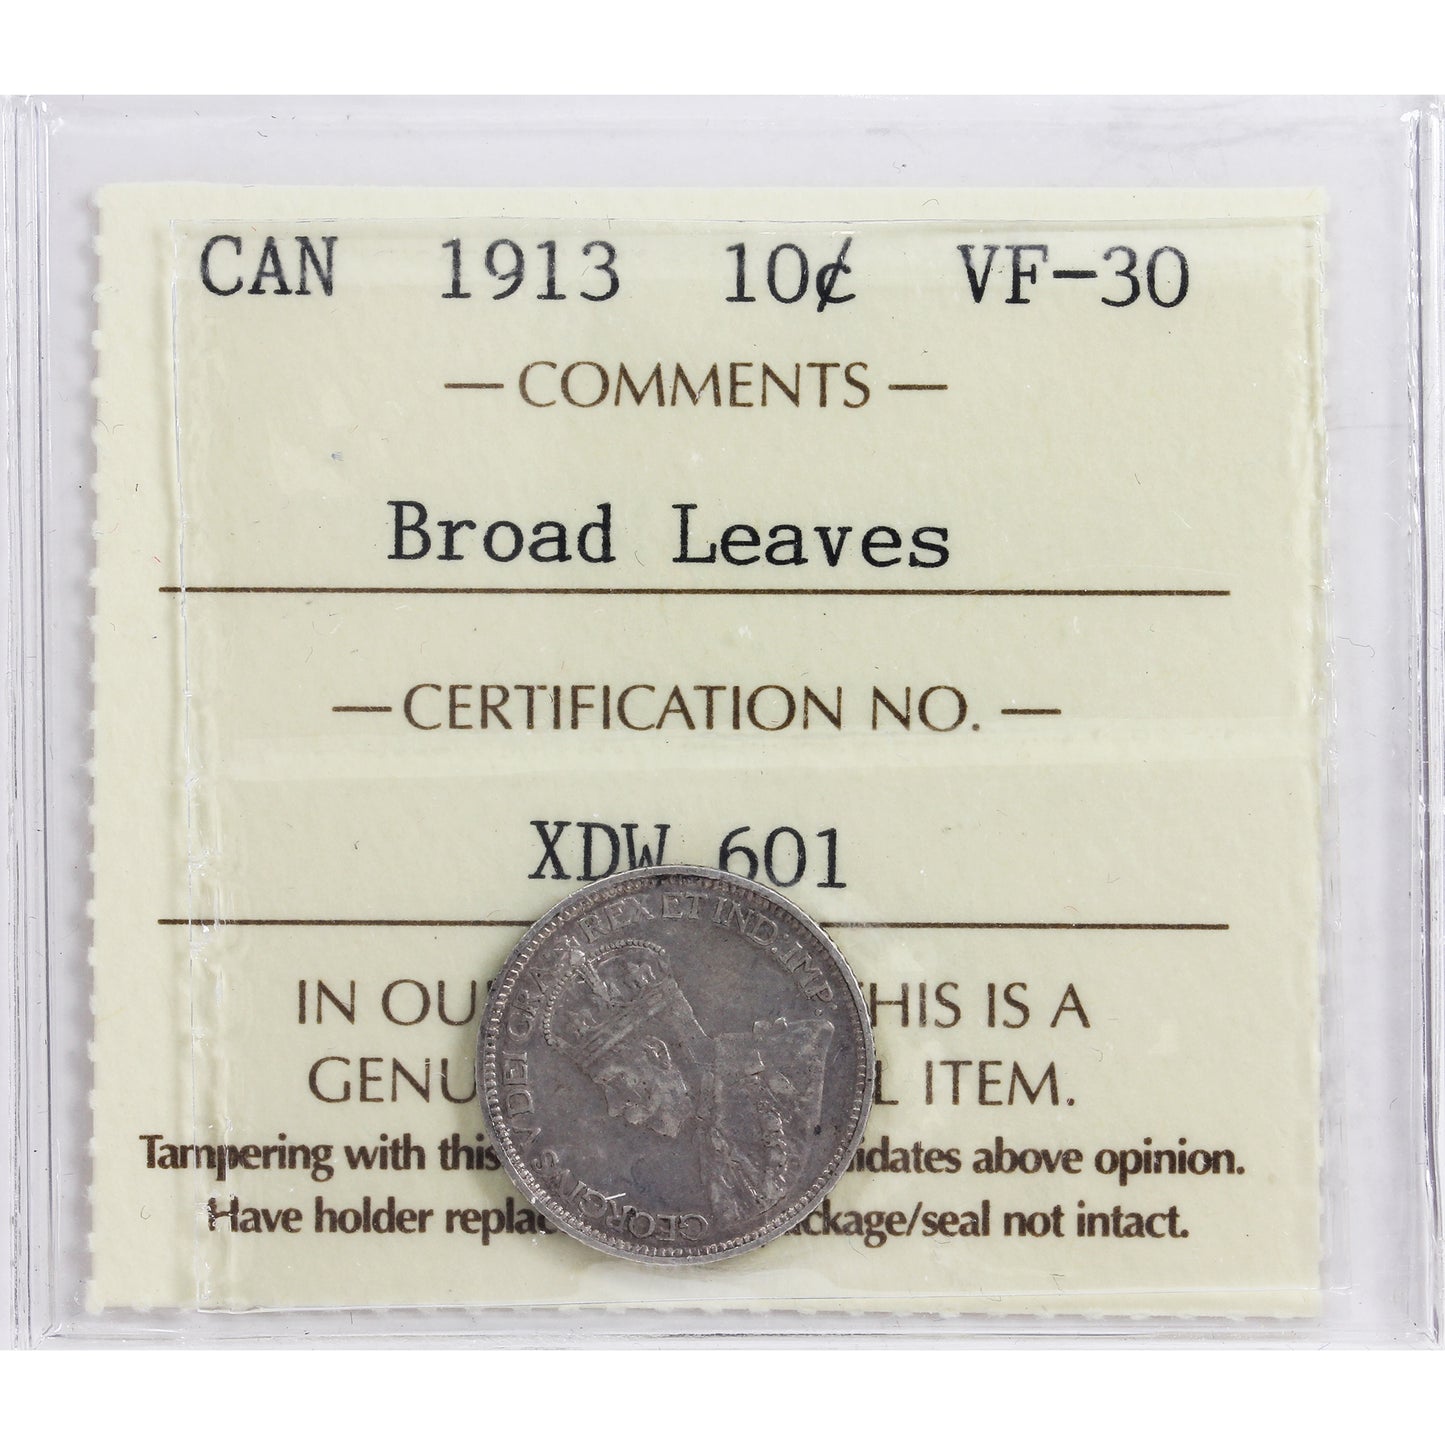 CAN 1913 10¢ VF-30
— COMMENTS —
Broad Leaves
— CERTIFICATION NO. —
XDW 601
IN OU HIS IS A
GENU L ITEM.
Tampering with this idates above opinion.
Have holder replac ckage/seal not intact.
GEORGIVS V DEI GRA: REX ET IND: IMP: